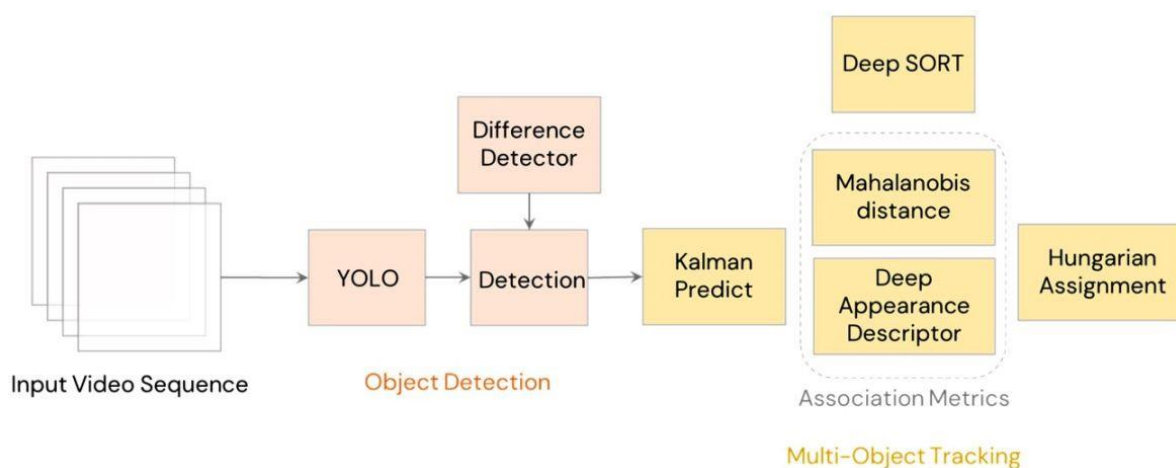 Deep SORT
Difference
Detector
Mahalanobis
distance
YOLO
Detection
Kalman
Predict
Deep
Appearance
Descriptor
Hungarian
Assignment
Input Video Sequence
Object Detection
Association Metrics
Multi-Object Tracking